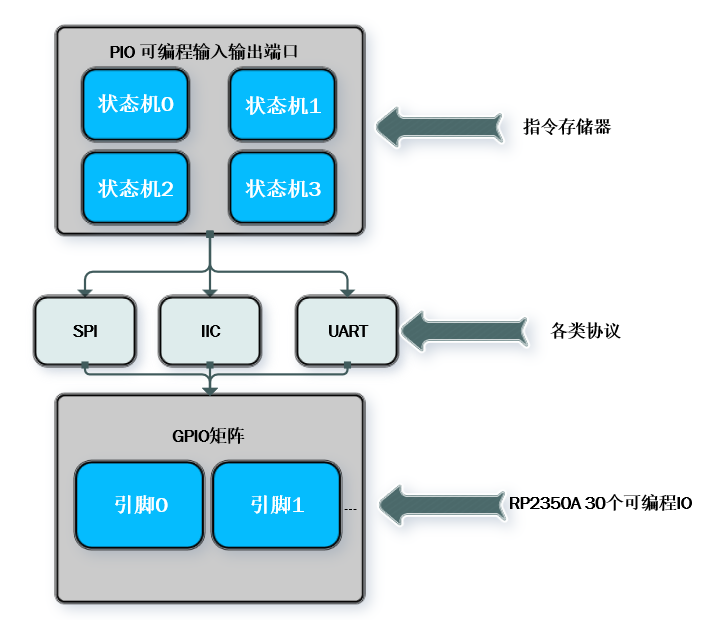 PIO 可编程输入输出端口
状态机0
状态机1
指令存储器
状态机2
状态机3
SPI
IIC
UART
各类协议
GPIO矩阵
引脚0
引脚1
---
RP2350A 30个可编程IO